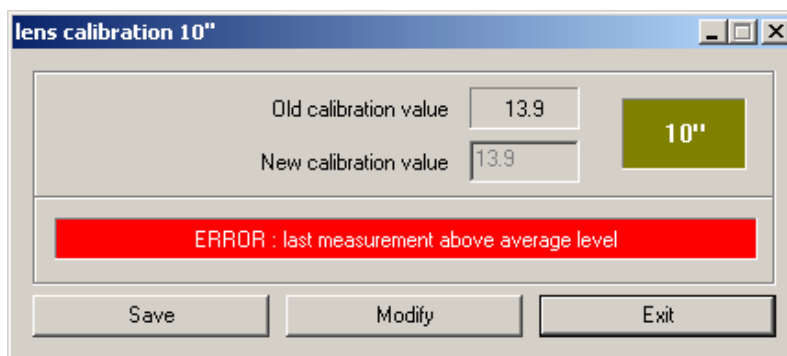 lens calibration 10"
Old calibration value 13.9
10"
New calibration value 13.9
ERROR : last measurement above average level
Save Modify Exit